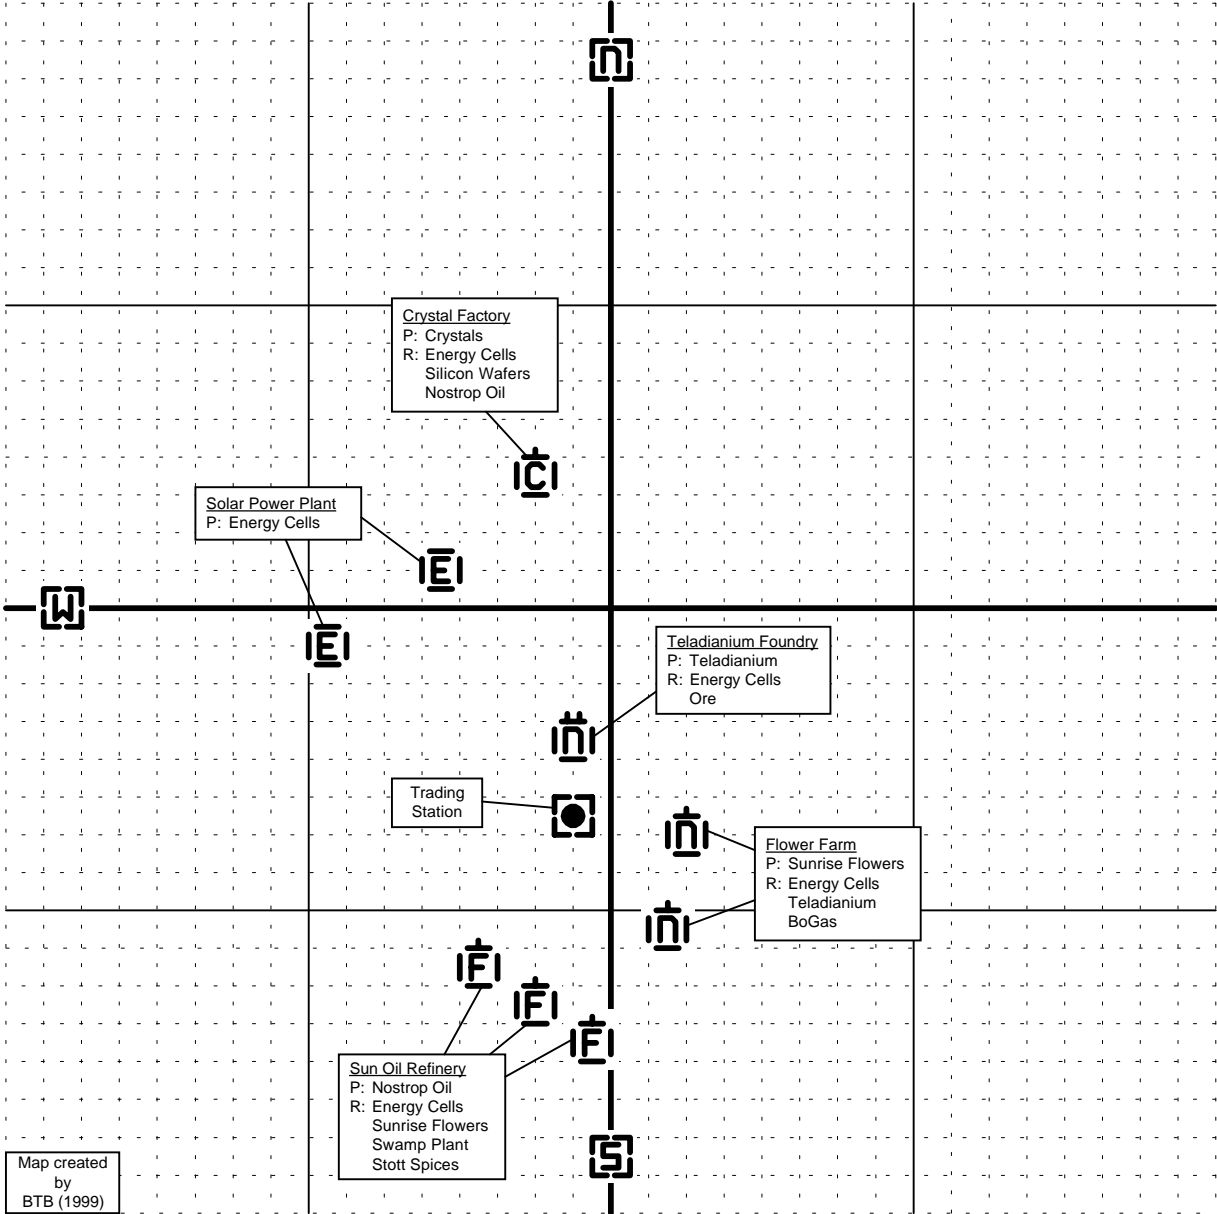 n
Crystal Factory
P: Crystals
R: Energy Cells
Silicon Wafers
Nostrop Oil
C
Solar Power Plant
P: Energy Cells
E
W
E
Teladianium Foundry
P: Teladianium
R: Energy Cells
Ore
n
Trading
Station
n
Flower Farm
P: Sunrise Flowers
R: Energy Cells
Teladianium
BoGas
n
F
F
F
Sun Oil Refinery
P: Nostrop Oil
R: Energy Cells
Sunrise Flowers
Swamp Plant
Stott Spices
S
Map created
by
BTB (1999)